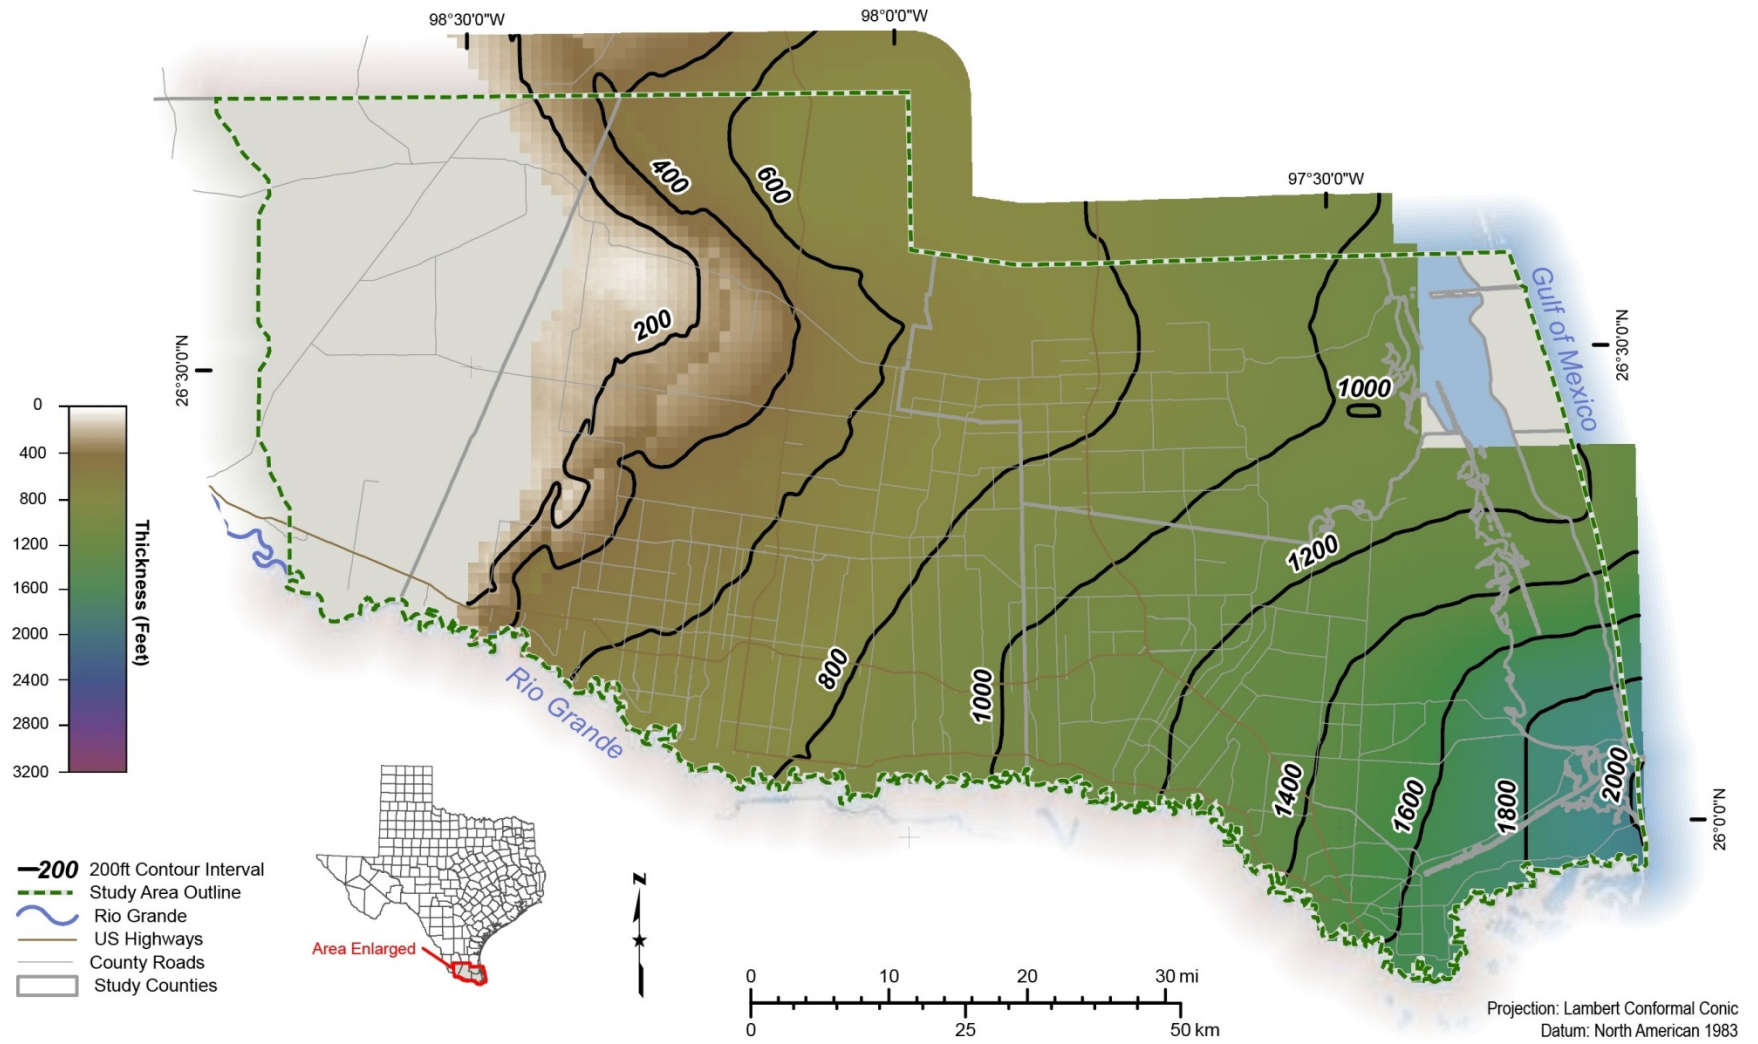 98°30'0"W
98°0'0"W
97°30'0"W
400
600
200
1000
1200
800
1000
1400
1600
1800
2000
26°30'0"N
26°30'0"N
26°0'0"N
Gulf of Mexico
Rio Grande
0
400
800
1200
1600
2000
2400
2800
3200
Thickness (Feet)
200 200ft Contour Interval
Study Area Outline
Rio Grande
US Highways
County Roads
Study Counties
Area Enlarged
N
0 10 20 30 mi
0 25 50 km
Projection: Lambert Conformal Conic
Datum: North American 1983